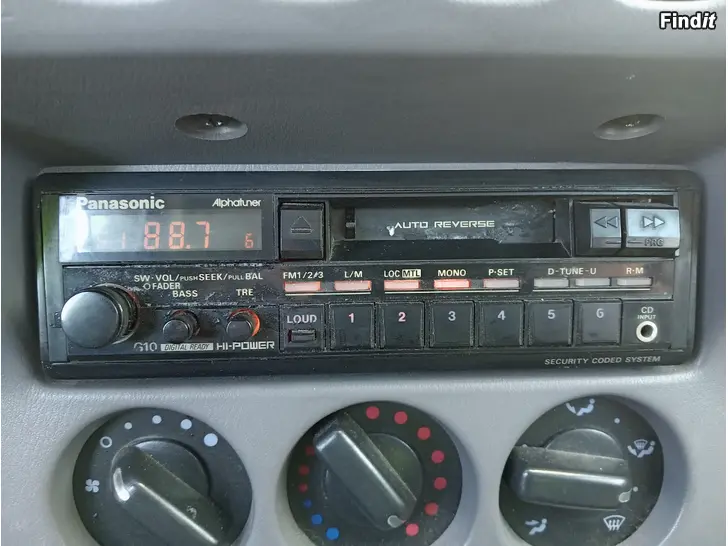 Findit
Panasonic
Alphatuner
1 88.7 6
AUTO REVERSE
PRG
SW-VOL/PUSH SEEK/PULL BAL
FADER
BASS
TRE
FM1/2/3
L/M
LOC MTL
MONO
P-SET
D-TUNE-U
R-M
LOUD
1
2
3
4
5
6
CD
INPUT
G10
DIGITAL READY
HI-POWER
SECURITY CODED SYSTEM